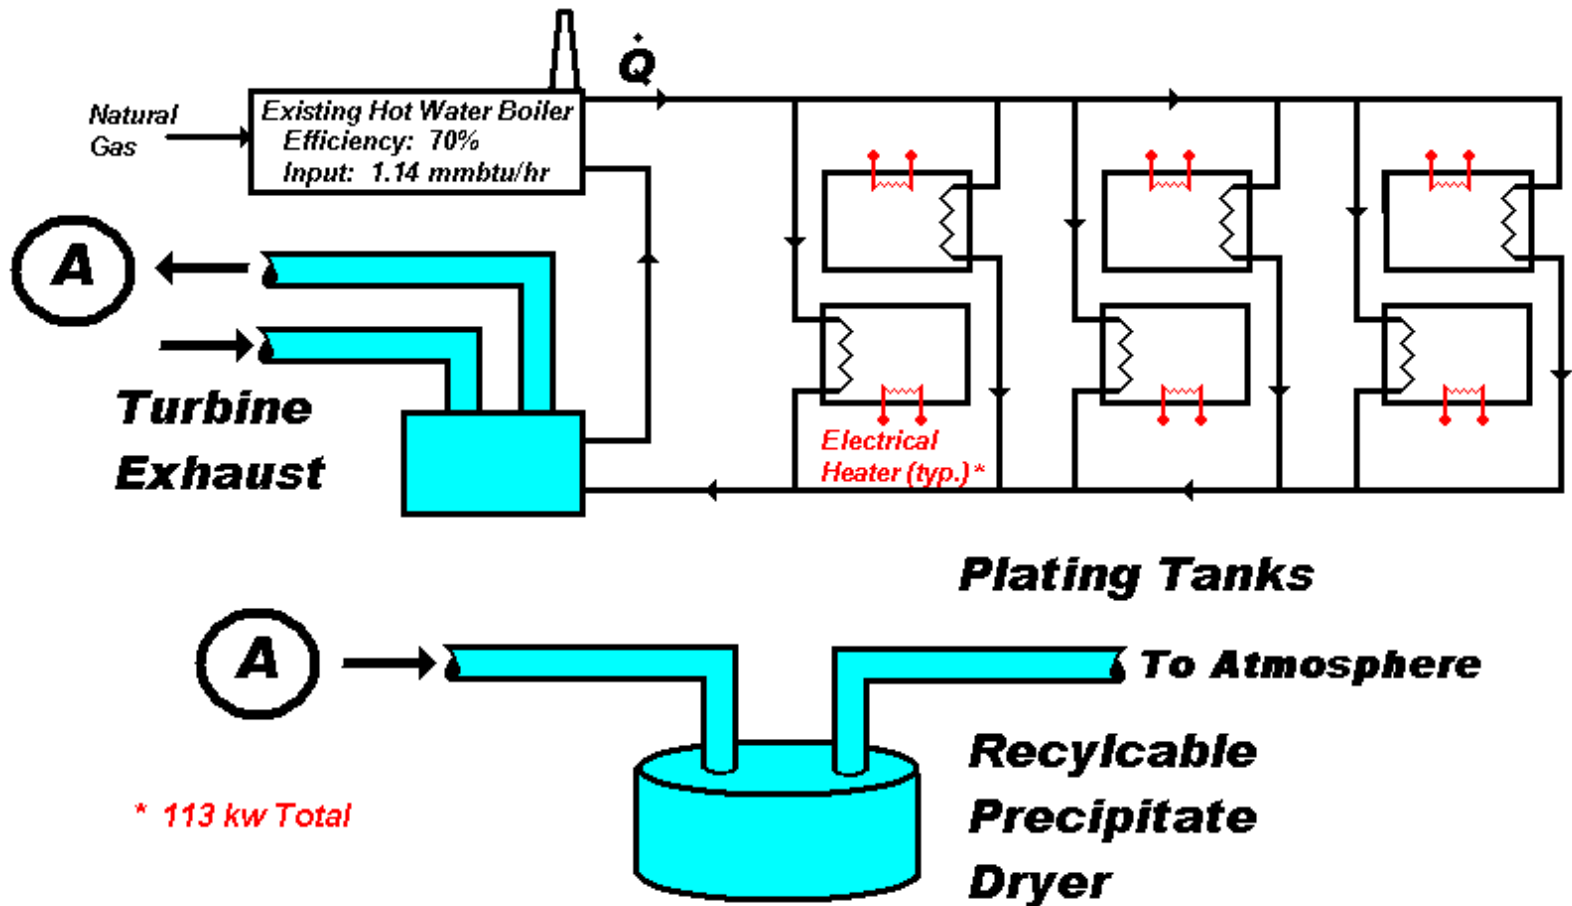 Q̇
Natural
Gas
Existing Hot Water Boiler
Efficiency: 70%
Input: 1.14 mmbtu/hr
A
Turbine
Exhaust
Electrical
Heater (typ.) *
Plating Tanks
A
To Atmosphere
Recylcable
Precipitate
Dryer
* 113 kw Total